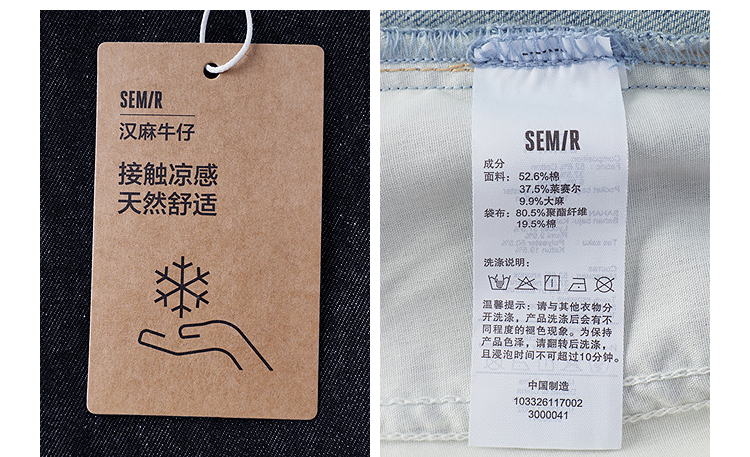 SEMIR
汉麻牛仔
接触凉感
天然舒适
SEMIR
成分
面料：52.6%棉
37.5%莱赛尔
9.9%大麻
袋布：80.5%聚酯纤维
19.5%棉
洗涤说明：
温馨提示：请与其他衣物分
开洗涤，产品洗涤后会有不
同程度的褪色现象。为保持
产品色泽，请翻转后洗涤，
且浸泡时间不可超过10分钟。
中国制造
103326117002
3000041